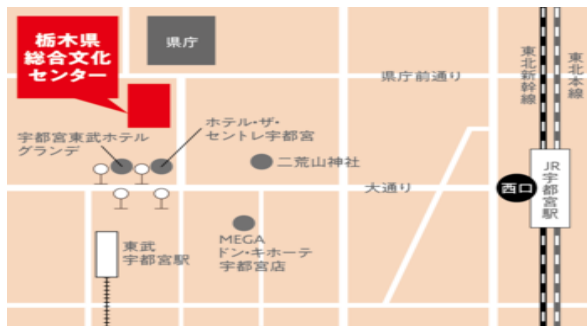 栃木県
総合文化
センター
県庁
県庁前通り
東北新幹線
東北本線
宇都宮東武ホテル
グランデ
ホテル・ザ・
セントレ宇都宮
二荒山神社
大通り
西口
JR宇都宮駅
東武
宇都宮駅
MEGA
ドン・キホーテ
宇都宮店